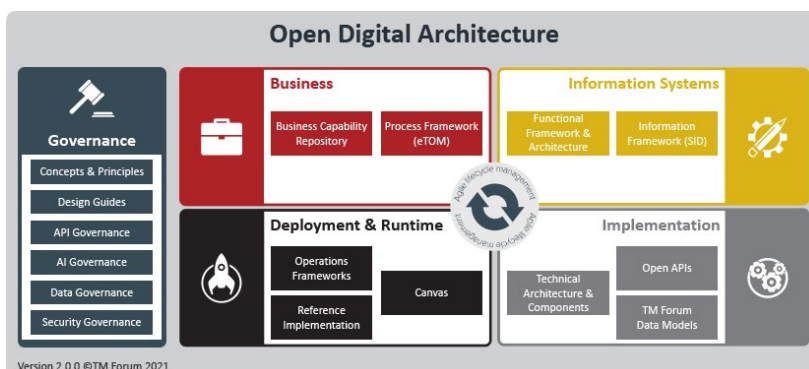 Open Digital Architecture
Governance
Concepts & Principles
Design Guides
API Governance
AI Governance
Data Governance
Security Governance
Business
Business Capability
Repository
Process Framework
(eTOM)
Information Systems
Functional
Framework &
Architecture
Information
Framework (SID)
Agile lifecycle management
Agile lifecycle management
Deployment & Runtime
Operations
Frameworks
Reference
Implementation
Canvas
Implementation
Technical
Architecture &
Components
Open APIs
TM Forum
Data Models
Version 2.0.0 ©TM Forum 2021